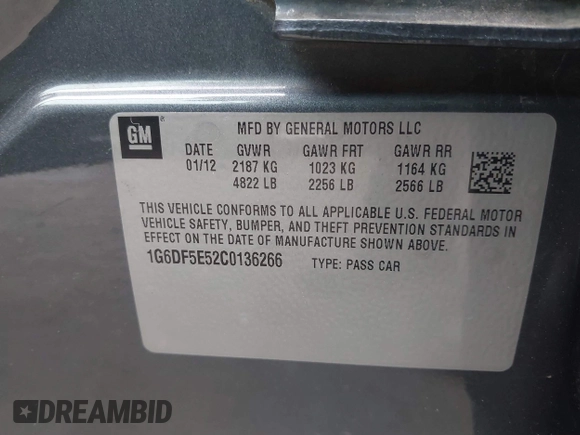 GM
MFD BY GENERAL MOTORS LLC
DATE GVWR GAWR FRT GAWR RR
01/12 2187 KG 1023 KG 1164 KG
4822 LB 2256 LB 2566 LB
THIS VEHICLE CONFORMS TO ALL APPLICABLE U.S. FEDERAL MOTOR
VEHICLE SAFETY, BUMPER, AND THEFT PREVENTION STANDARDS IN
EFFECT ON THE DATE OF MANUFACTURE SHOWN ABOVE.
1G6DF5E52C0136266 TYPE: PASS CAR
DREAMBID